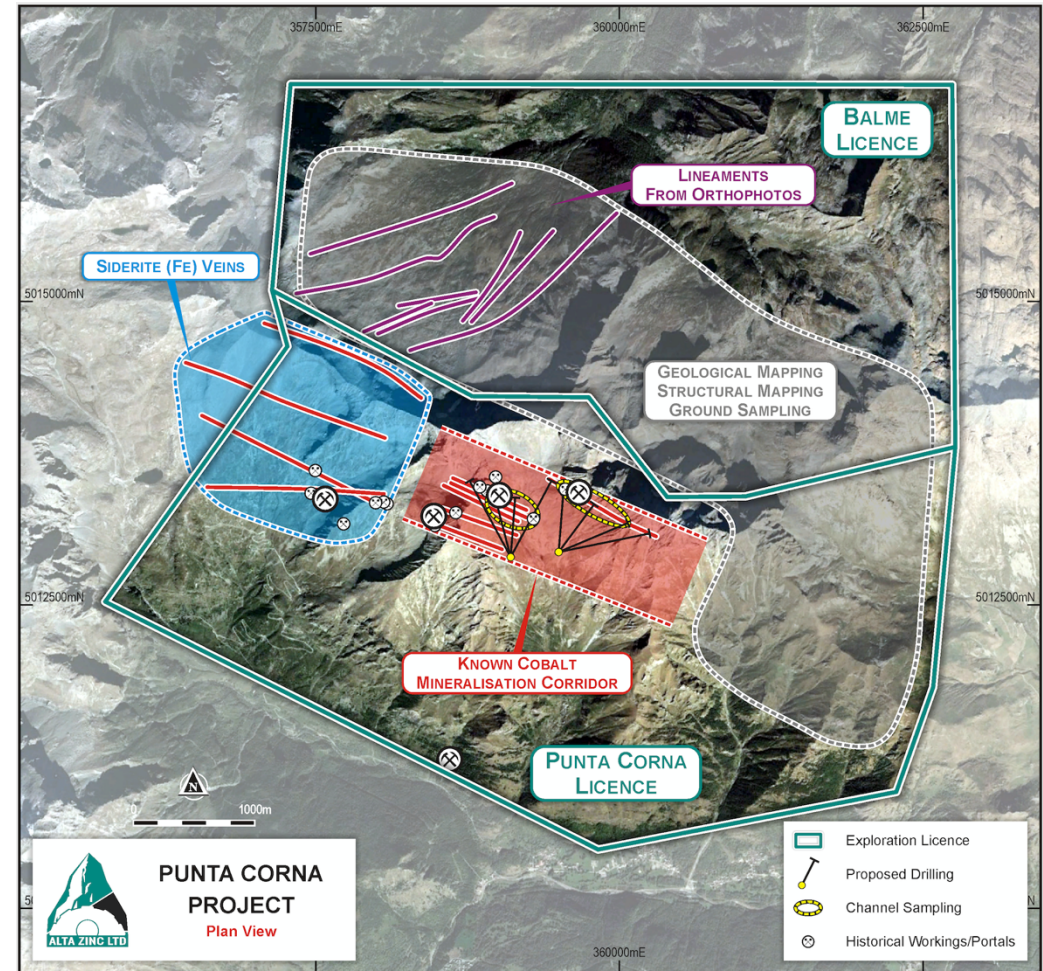 357500mE
360000mE
362500mE
BALME
LICENCE
LINEAMENTS
FROM ORTHOPHOTOS
SIDERITE (FE) VEINS
5015000mN
5015000mN
GEOLOGICAL MAPPING
STRUCTURAL MAPPING
GROUND SAMPLING
5012500mN
5012500mN
KNOWN COBALT
MINERALISATION CORRIDOR
PUNTA CORNA
LICENCE
N
0
1000m
PUNTA CORNA
PROJECT
Plan View
ALTA ZINC LTD
Exploration Licence
Proposed Drilling
Channel Sampling
Historical Workings/Portals
360000mE